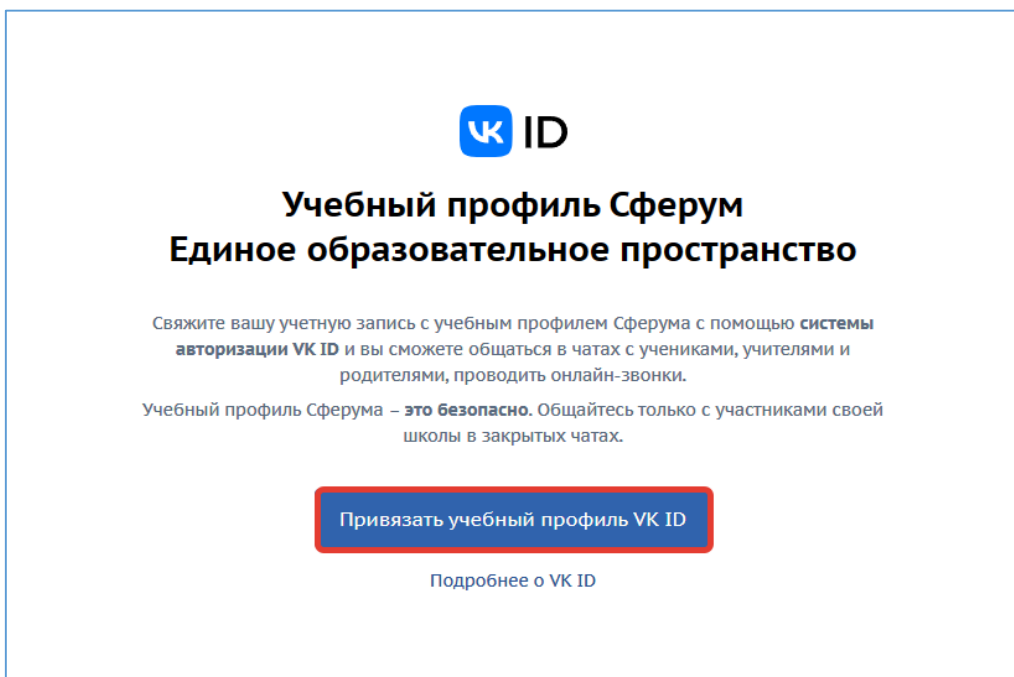 VK ID
Учебный профиль Сферум
Единое образовательное пространство
Свяжите вашу учетную запись с учебным профилем Сферума с помощью системы
авторизации VK ID и вы сможете общаться в чатах с учениками, учителями и
родителями, проводить онлайн-звонки.
Учебный профиль Сферума – это безопасно. Общайтесь только с участниками своей
школы в закрытых чатах.
Привязать учебный профиль VK ID
Подробнее о VK ID